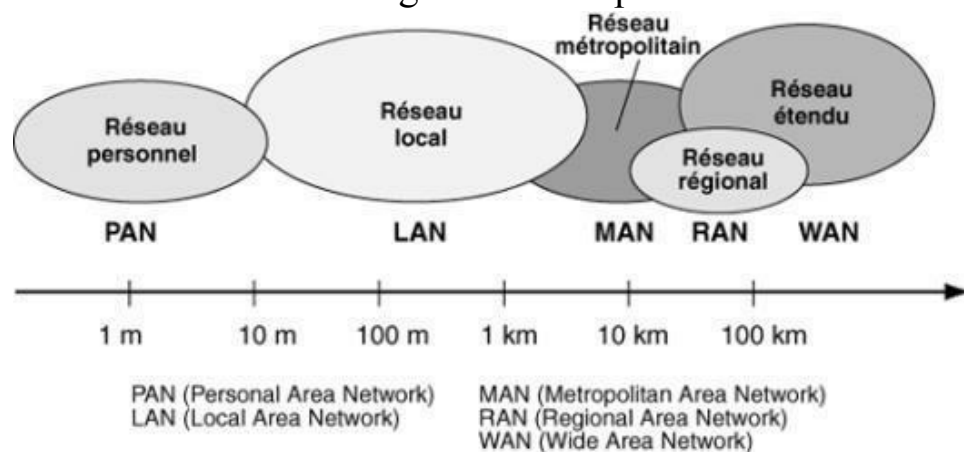 Réseau
métropolitain
Réseau
personnel
Réseau
local
Réseau
étendu
Réseau
régional
PAN
LAN
MAN
RAN
WAN
1 m
10 m
100 m
1 km
10 km
100 km
PAN (Personal Area Network)
LAN (Local Area Network)
MAN (Metropolitan Area Network)
RAN (Regional Area Network)
WAN (Wide Area Network)